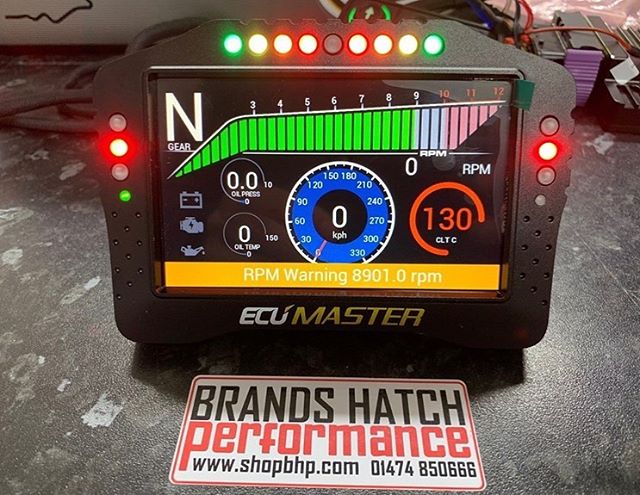 3 4 5 6 7 8 9 10 11 12
N
GEAR
RPM
0 RPM
0.0 10
OIL PRESS
0
0 150
OIL TEMP
0
0 30 60 90 120 150 180 210 240 270 300 330
0
kph
130
CLT C
RPM Warning 8901.0 rpm
ECUMASTER
BRANDS HATCH
performance
www.shopbhp.com 01474 850666